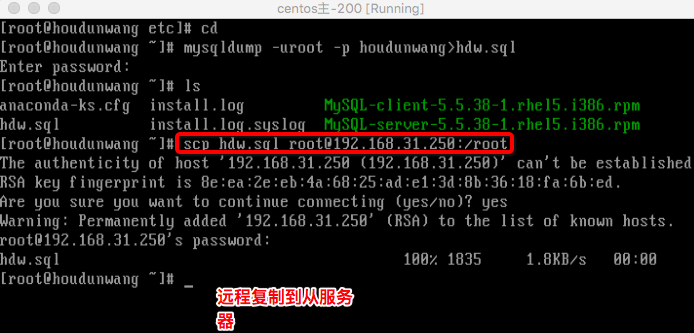 centos主-200 [Running]
[root@houdunwang etc]# cd
[root@houdunwang ~]# mysqldump -uroot -p houdunwang>hdw.sql
Enter password:
[root@houdunwang ~]# ls
anaconda-ks.cfg  install.log         MySQL-client-5.5.38-1.rhel5.i386.rpm
hdw.sql          install.log.syslog  MySQL-server-5.5.38-1.rhel5.i386.rpm
[root@houdunwang ~]# scp hdw.sql root@192.168.31.250:/root
The authenticity of host '192.168.31.250 (192.168.31.250)' can't be established
RSA key fingerprint is 8e:ea:2e:eb:4a:68:25:ad:e1:3d:8b:36:18:fa:6b:ed.
Are you sure you want to continue connecting (yes/no)? yes
Warning: Permanently added '192.168.31.250' (RSA) to the list of known hosts.
root@192.168.31.250's password:
hdw.sql                                       100% 1835     1.8KB/s   00:00
[root@houdunwang ~]# _
远程复制到从服务
器